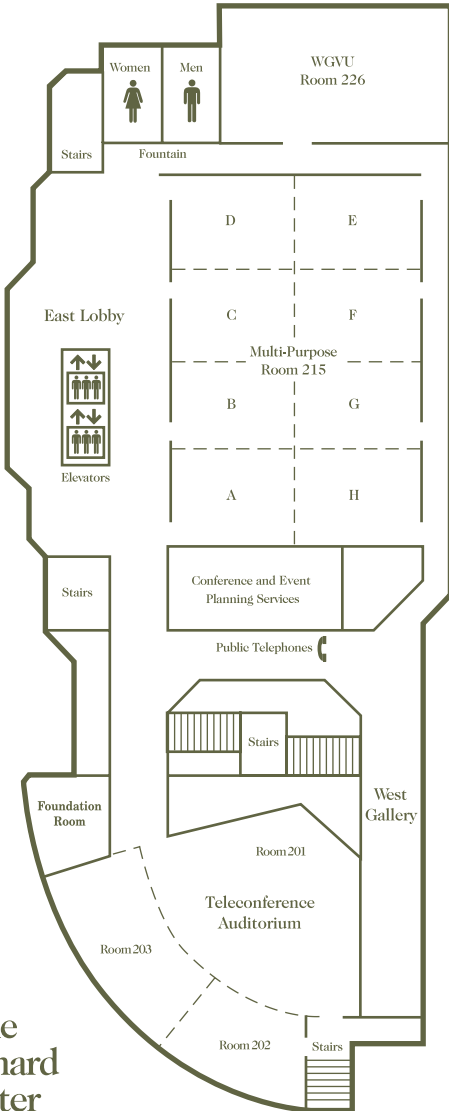 Women
Men
WGVU
Room 226
Stairs
Fountain
D
E
East Lobby
C
F
Multi-Purpose
Room 215
B
G
Elevators
A
H
Stairs
Conference and Event
Planning Services
Public Telephones
Stairs
Foundation
Room
West
Gallery
Room 201
Teleconference
Auditorium
Room 203
Room 202
Stairs